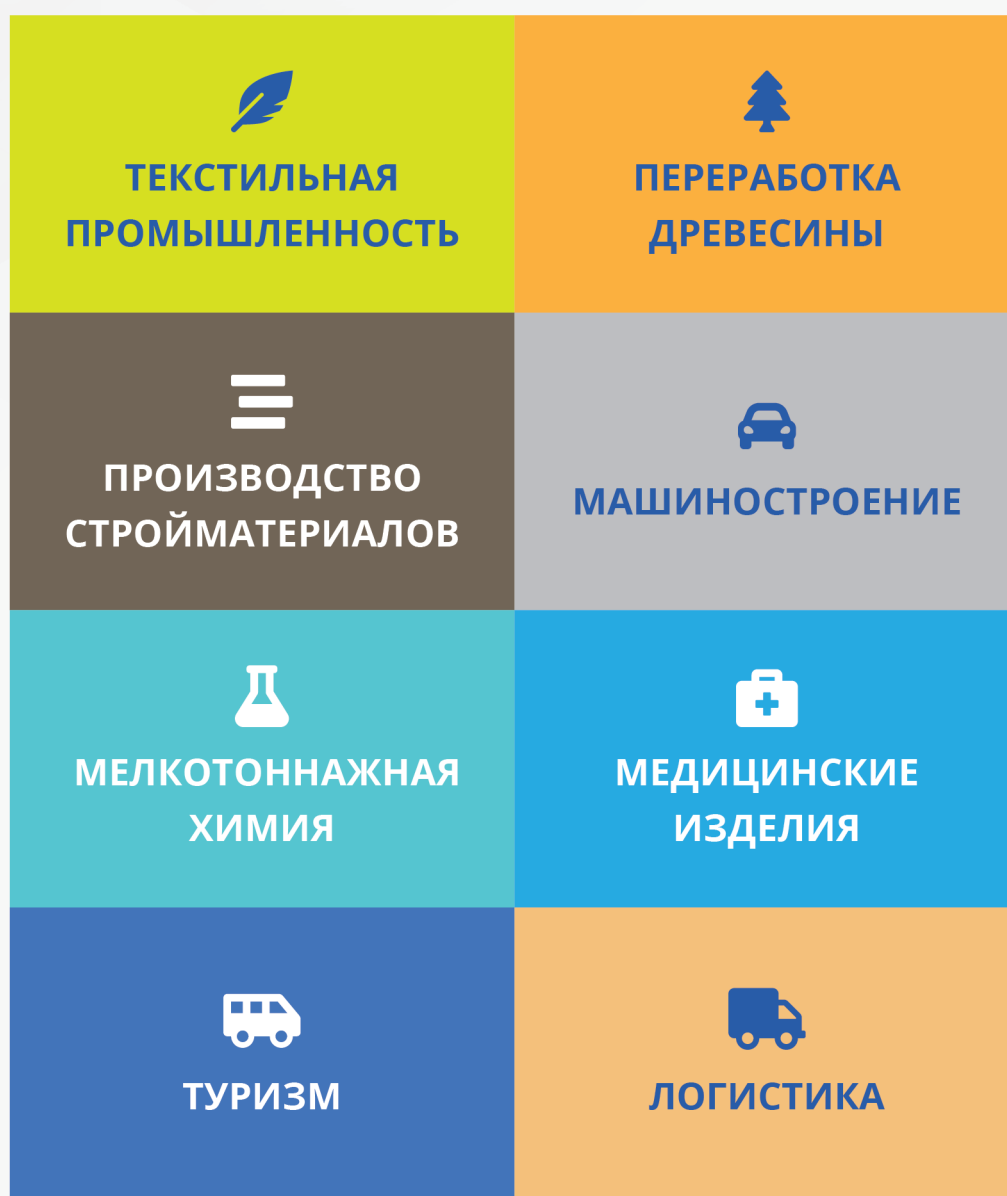 ТЕКСТИЛЬНАЯ
ПРОМЫШЛЕННОСТЬ
ПЕРЕРАБОТКА
ДРЕВЕСИНЫ
ПРОИЗВОДСТВО
СТРОЙМАТЕРИАЛОВ
МАШИНОСТРОЕНИЕ
МЕЛКОТОННАЖНАЯ
ХИМИЯ
МЕДИЦИНСКИЕ
ИЗДЕЛИЯ
ТУРИЗМ
ЛОГИСТИКА